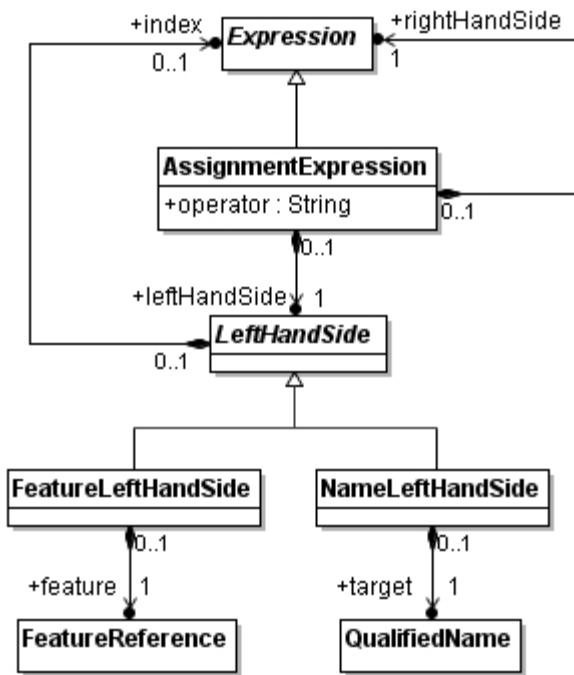 +index
Expression
+rightHandSide
0..1
1
AssignmentExpression
+operator : String
0..1
0..1
+leftHandSide
1
LeftHandSide
0..1
FeatureLeftHandSide
NameLeftHandSide
0..1
0..1
+feature
1
+target
1
FeatureReference
QualifiedName